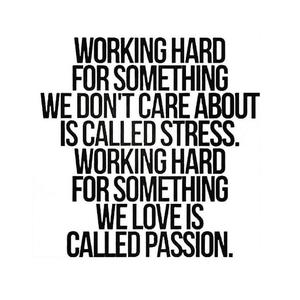 WORKING HARD
FOR SOMETHING
WE DON'T CARE ABOUT
IS CALLED STRESS.
WORKING HARD
FOR SOMETHING
WE LOVE IS
CALLED PASSION.